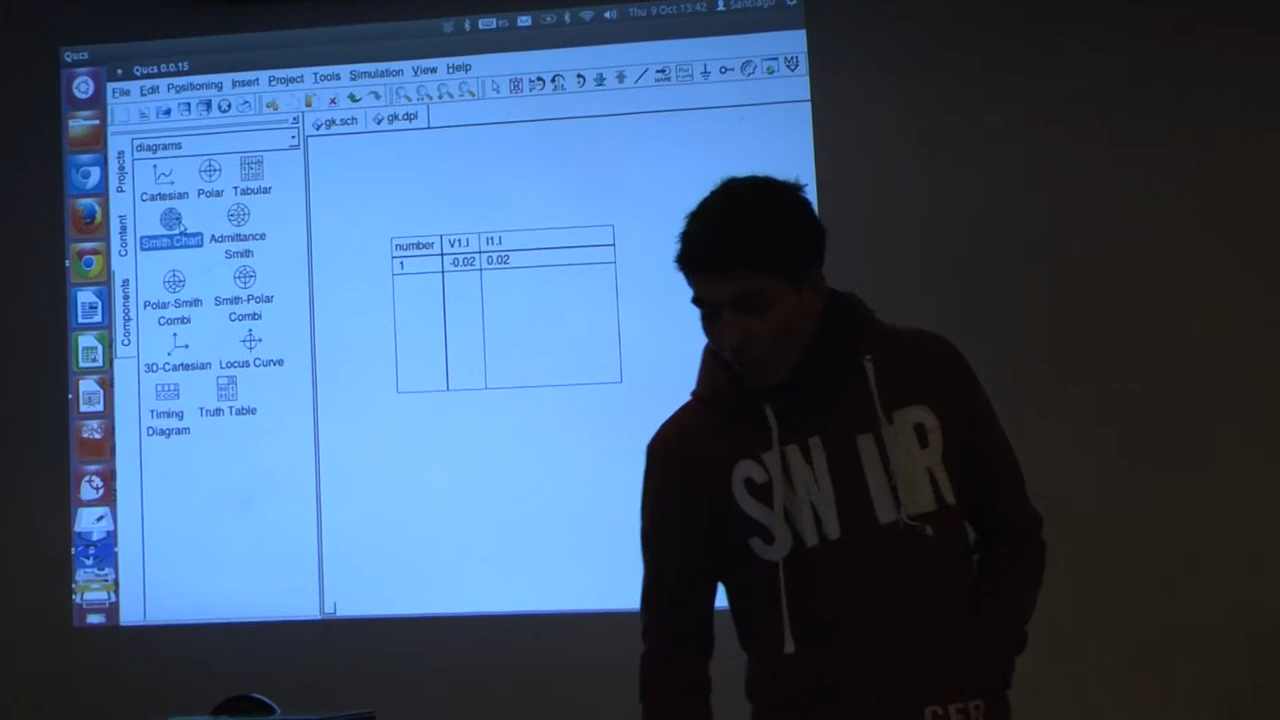 Qucs
es
Thu 9 Oct 13:42
Santiago
Qucs 0.0.15
File Edit Positioning Insert Project Tools Simulation View Help
NAME
gk.sch
gk.dpl
Projects
Content
Components
diagrams
Cartesian
Polar
Tabular
Smith Chart
Admittance
Smith
Polar-Smith
Combi
Smith-Polar
Combi
3D-Cartesian
Locus Curve
Timing
Diagram
Truth Table
number V1.I I1.I
1 -0.02 0.02